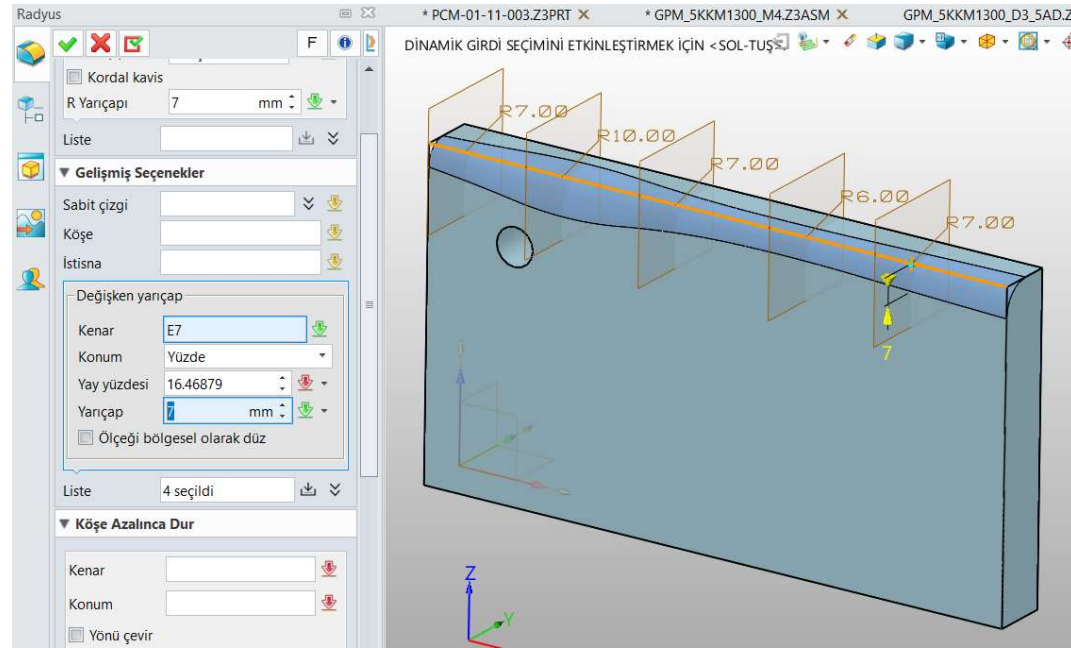 Radyus
* PCM-01-11-003.Z3PRT
* GPM_5KKM1300_M4.Z3ASM
GPM_5KKM1300_D3_5AD.Z
F
DİNAMİK GİRDİ SEÇİMİNİ ETKİNLEŞTİRMEK İÇİN <SOL-TUŞ
Kordal kavis
R Yarıçapı 7 mm
Liste
Gelişmiş Seçenekler
Sabit çizgi
Köşe
İstisna
Değişken yarıçap
Kenar E7
Konum Yüzde
Yay yüzdesi 16.46879
Yarıçap 7 mm
Ölçeği bölgesel olarak düz
Liste 4 seçildi
Köşe Azalınca Dur
Kenar
Konum
Yönü çevir
R7.00
R10.00
R7.00
R6.00
R7.00
7
Z
Y